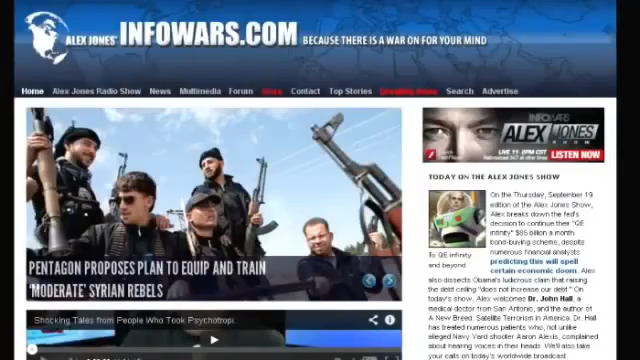 ALEX JONES' INFOWARS.COM BECAUSE THERE IS A WAR ON FOR YOUR MIND
Home Alex Jones Radio Show News Multimedia Forum Store Contact Top Stories Breaking News Search Advertise
INFOWARS
ALEX JONES
SHOW
LIVE 11-2PM CST
LISTEN NOW
PENTAGON PROPOSES PLAN TO EQUIP AND TRAIN
'MODERATE' SYRIAN REBELS
TODAY ON THE ALEX JONES SHOW
To QE infinity
and beyond
On the Thursday, September 19
edition of the Alex Jones Show,
Alex breaks down the fed's
decision to continue their "QE
infinity" $85 billion a month
bond-buying scheme, despite
numerous financial analysts
predicting this will spell
certain economic doom. Alex
also dissects Obama's ludicrous claim that raising
the debt ceiling "does not increase our debt." On
today's show, Alex welcomes Dr. John Hall, a
medical doctor from San Antonio, and the author of
A New Breed: Satellite Terrorism in America. Dr. Hall
has treated numerous patients who, not unlike
alleged Navy Yard shooter Aaron Alexis, complained
about hearing voices in their heads. We'll also take
your calls on today's worldwide broadcast.
Shocking Tales from People Who Took Psychotropi...